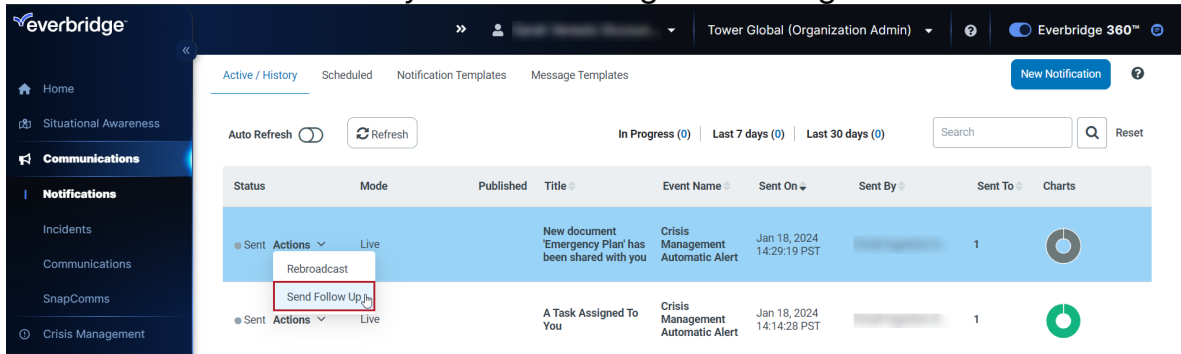 everbridge
»
Tower Global (Organization Admin)
Everbridge 360™
«
Home
Situational Awareness
Communications
Notifications
Incidents
Communications
SnapComms
Crisis Management
Active / History Scheduled Notification Templates Message Templates
New Notification
Auto Refresh
Refresh
In Progress (0) Last 7 days (0) Last 30 days (0)
Search
Reset
Status Mode Published Title Event Name Sent On Sent By Sent To Charts
Sent Actions Live
New document
'Emergency Plan' has
been shared with you
Crisis
Management
Automatic Alert
Jan 18, 2024
14:29:19 PST
1
Rebroadcast
Send Follow Up
Sent Actions Live
A Task Assigned To
You
Crisis
Management
Automatic Alert
Jan 18, 2024
14:14:28 PST
1